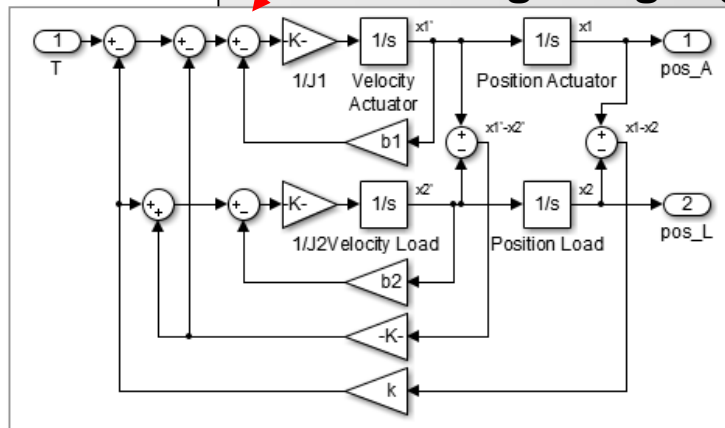 1
T
-K-
1/J1
1/s
x1'
Velocity
Actuator
1/s
x1
Position Actuator
1
pos_A
b1
x1'-x2'
x1-x2
-K-
1/J2
1/s
x2'
Velocity Load
1/s
x2
Position Load
2
pos_L
b2
-K-
k